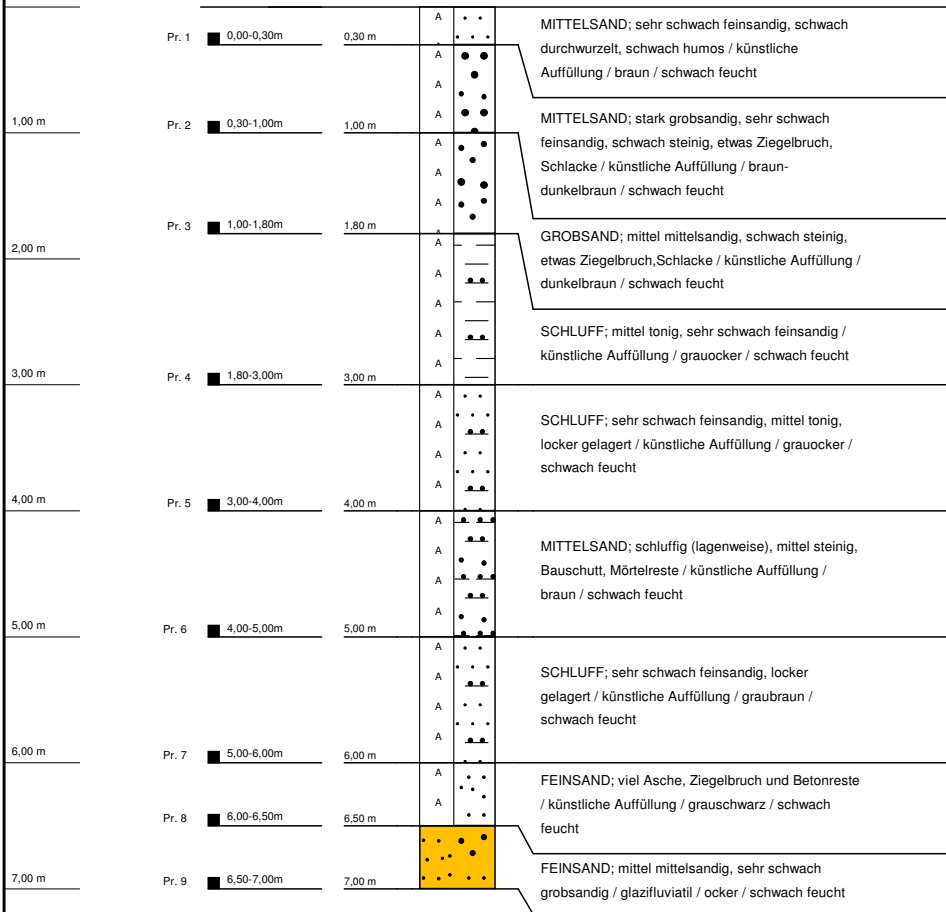 A
MITTELSAND; sehr schwach feinsandig, schwach
Pr. 1 0,00-0,30m 0,30 m
durchwurzelt, schwach humos / künstliche
A
Auffüllung / braun / schwach feucht
A
A
MITTELSAND; stark grobsandig, sehr schwach
1,00 m Pr. 2 0,30-1,00m 1,00 m
feinsandig, schwach steinig, etwas Ziegelbruch,
A
Schlacke / künstliche Auffüllung / braun-
A
dunkelbraun / schwach feucht
A
Pr. 3 1,00-1,80m 1,80 m
GROBSAND; mittel mittelsandig, schwach steinig,
A
2,00 m
etwas Ziegelbruch,Schlacke / künstliche Auffüllung /
A
dunkelbraun / schwach feucht
A
SCHLUFF; mittel tonig, sehr schwach feinsandig /
A
künstliche Auffüllung / grauocker / schwach feucht
A
3,00 m Pr. 4 1,80-3,00m 3,00 m
A
SCHLUFF; sehr schwach feinsandig, mittel tonig,
A
locker gelagert / künstliche Auffüllung / grauocker /
A
schwach feucht
A
4,00 m Pr. 5 3,00-4,00m 4,00 m
A
MITTELSAND; schluffig (lagenweise), mittel steinig,
A
Bauschutt, Mörtelreste / künstliche Auffüllung /
A
braun / schwach feucht
A
5,00 m Pr. 6 4,00-5,00m 5,00 m
A
SCHLUFF; sehr schwach feinsandig, locker
A
gelagert / künstliche Auffüllung / graubraun /
A
schwach feucht
A
6,00 m Pr. 7 5,00-6,00m 6,00 m
A
FEINSAND; viel Asche, Ziegelbruch und Betonreste
A
/ künstliche Auffüllung / grauschwarz / schwach
Pr. 8 6,00-6,50m 6,50 m
feucht
FEINSAND; mittel mittelsandig, sehr schwach
7,00 m Pr. 9 6,50-7,00m 7,00 m
grobsandig / glazifluviatil / ocker / schwach feucht